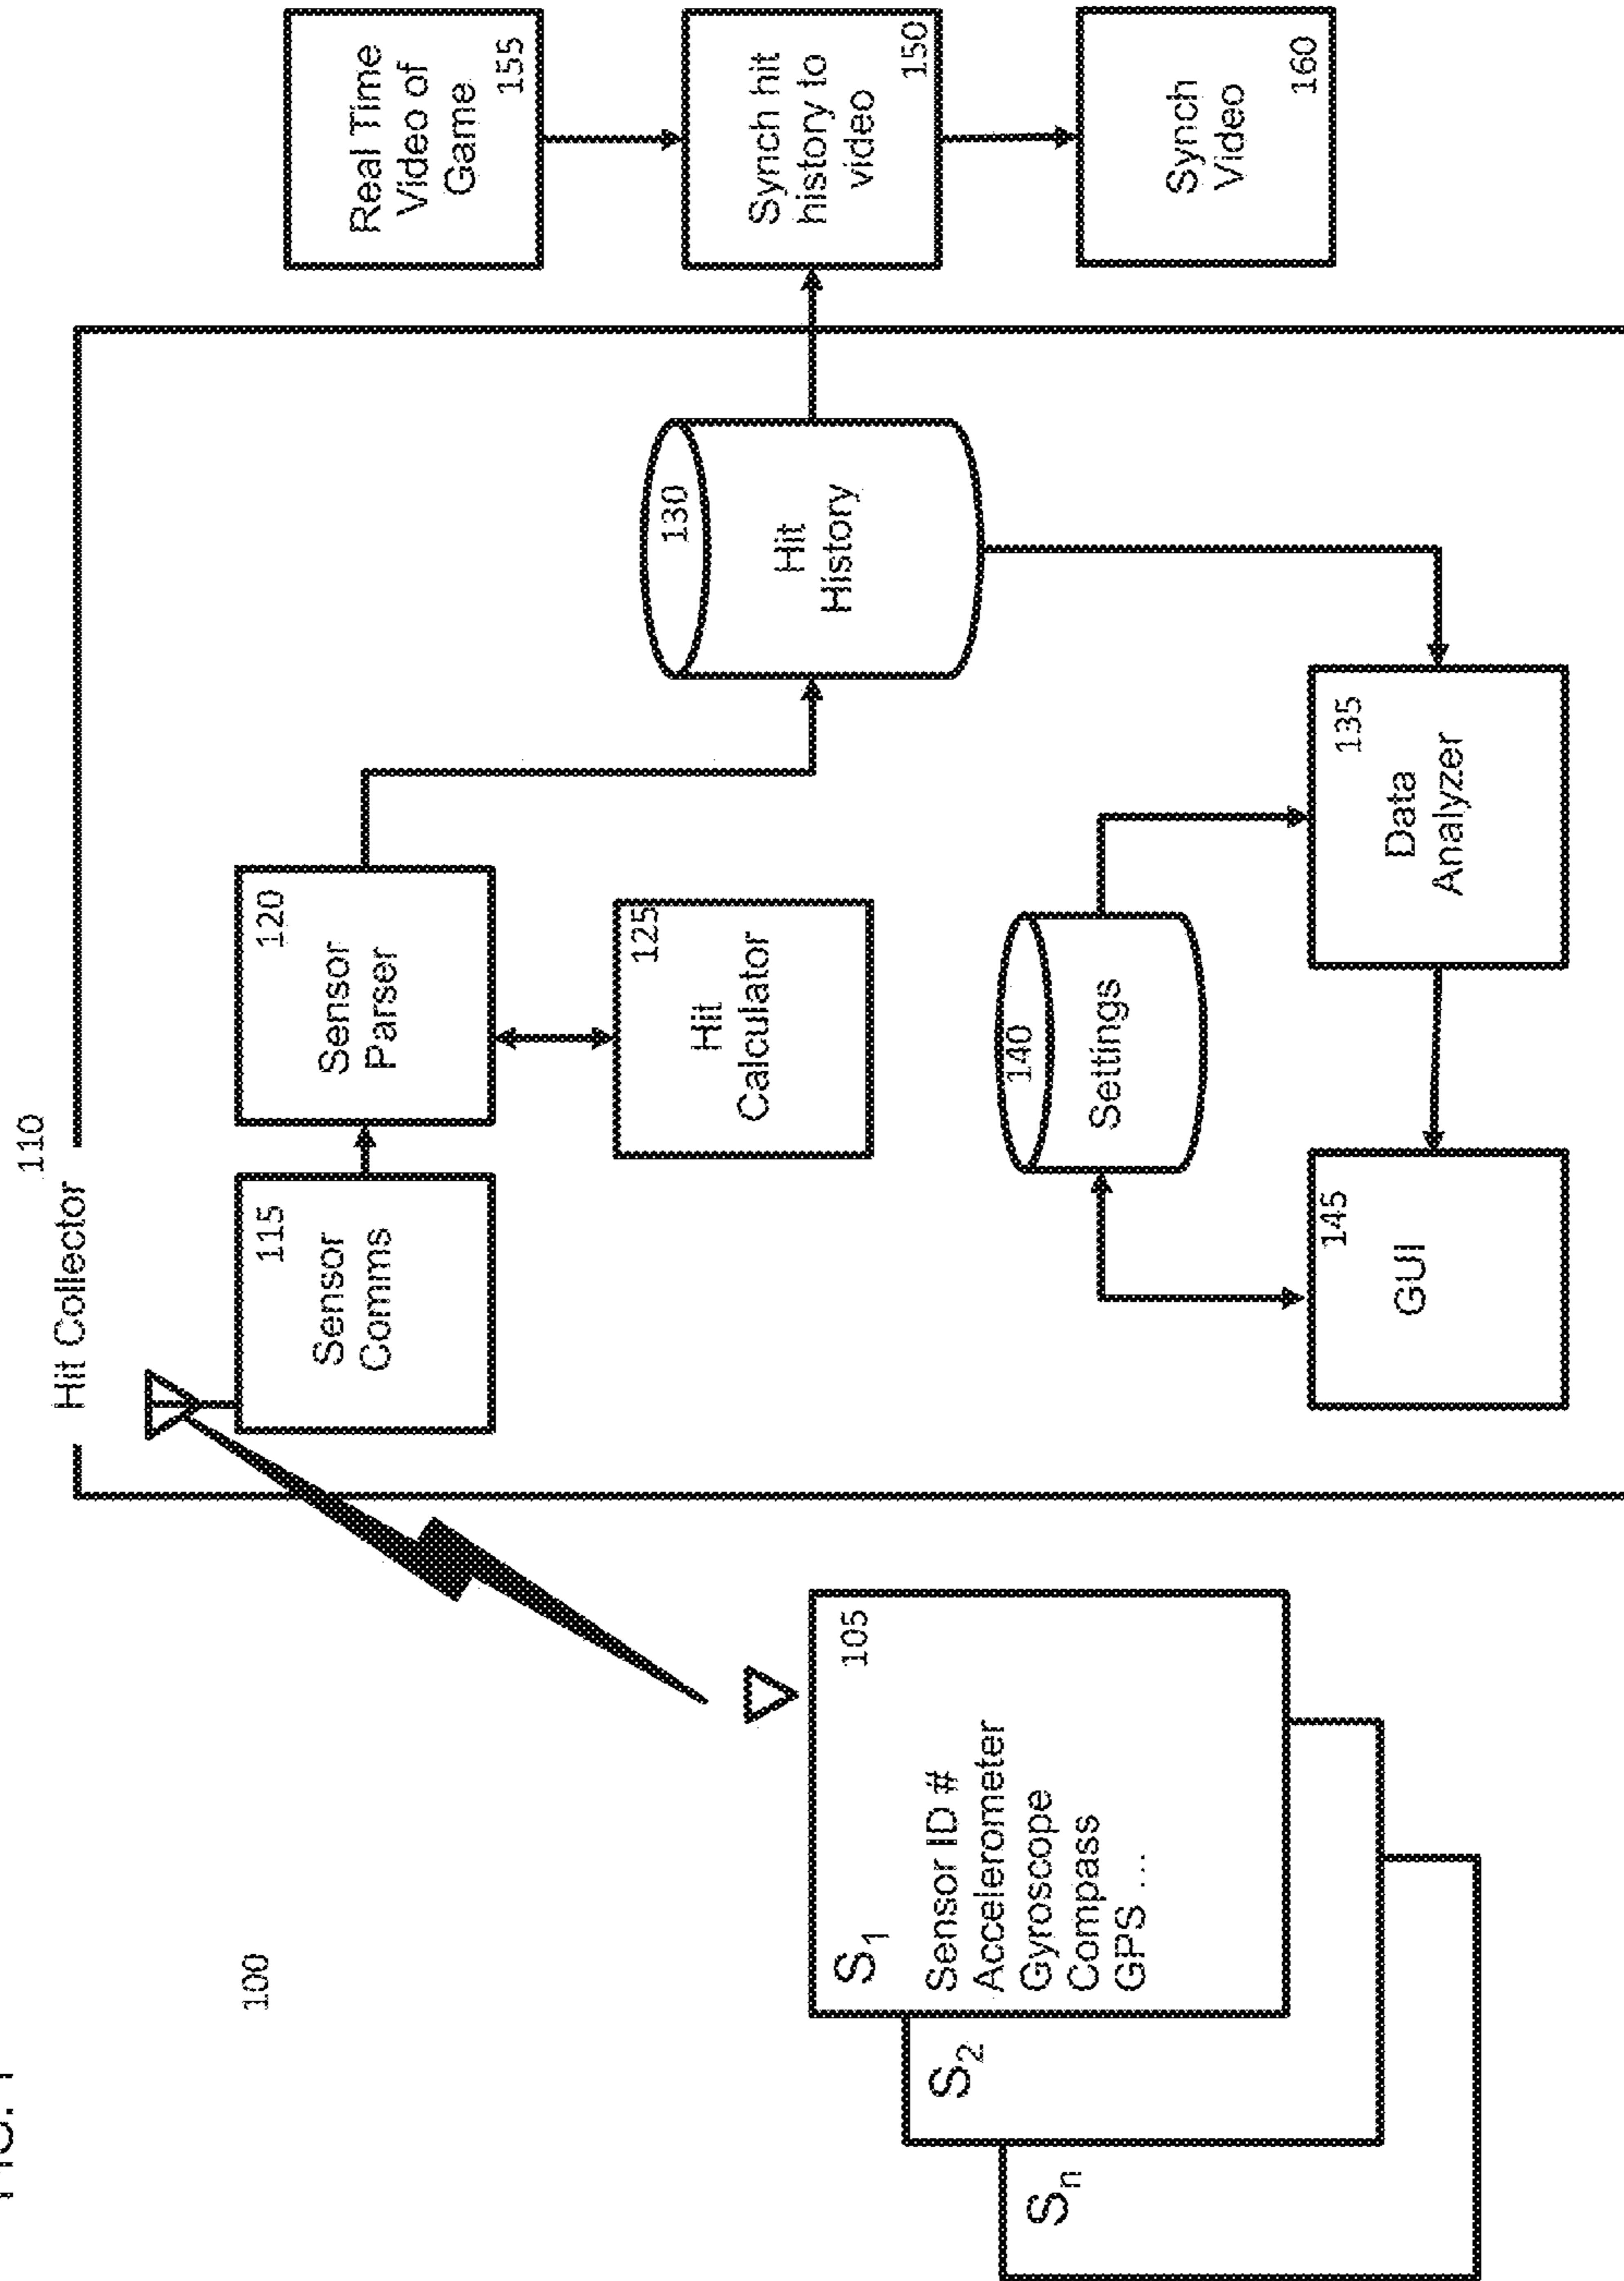 FIG. 1
100
Hit Collector
110
S1
105
Sensor ID #
Accelerometer
Gyroscope
Compass
GPS ...
S2
Sn
115
Sensor
Comms
120
Sensor
Parser
125
Hit
Calculator
130
Hit
History
140
Settings
145
GUI
135
Data
Analyzer
Real Time
Video of
Game
155
Synch hit
history to
video
150
Synch
Video
160